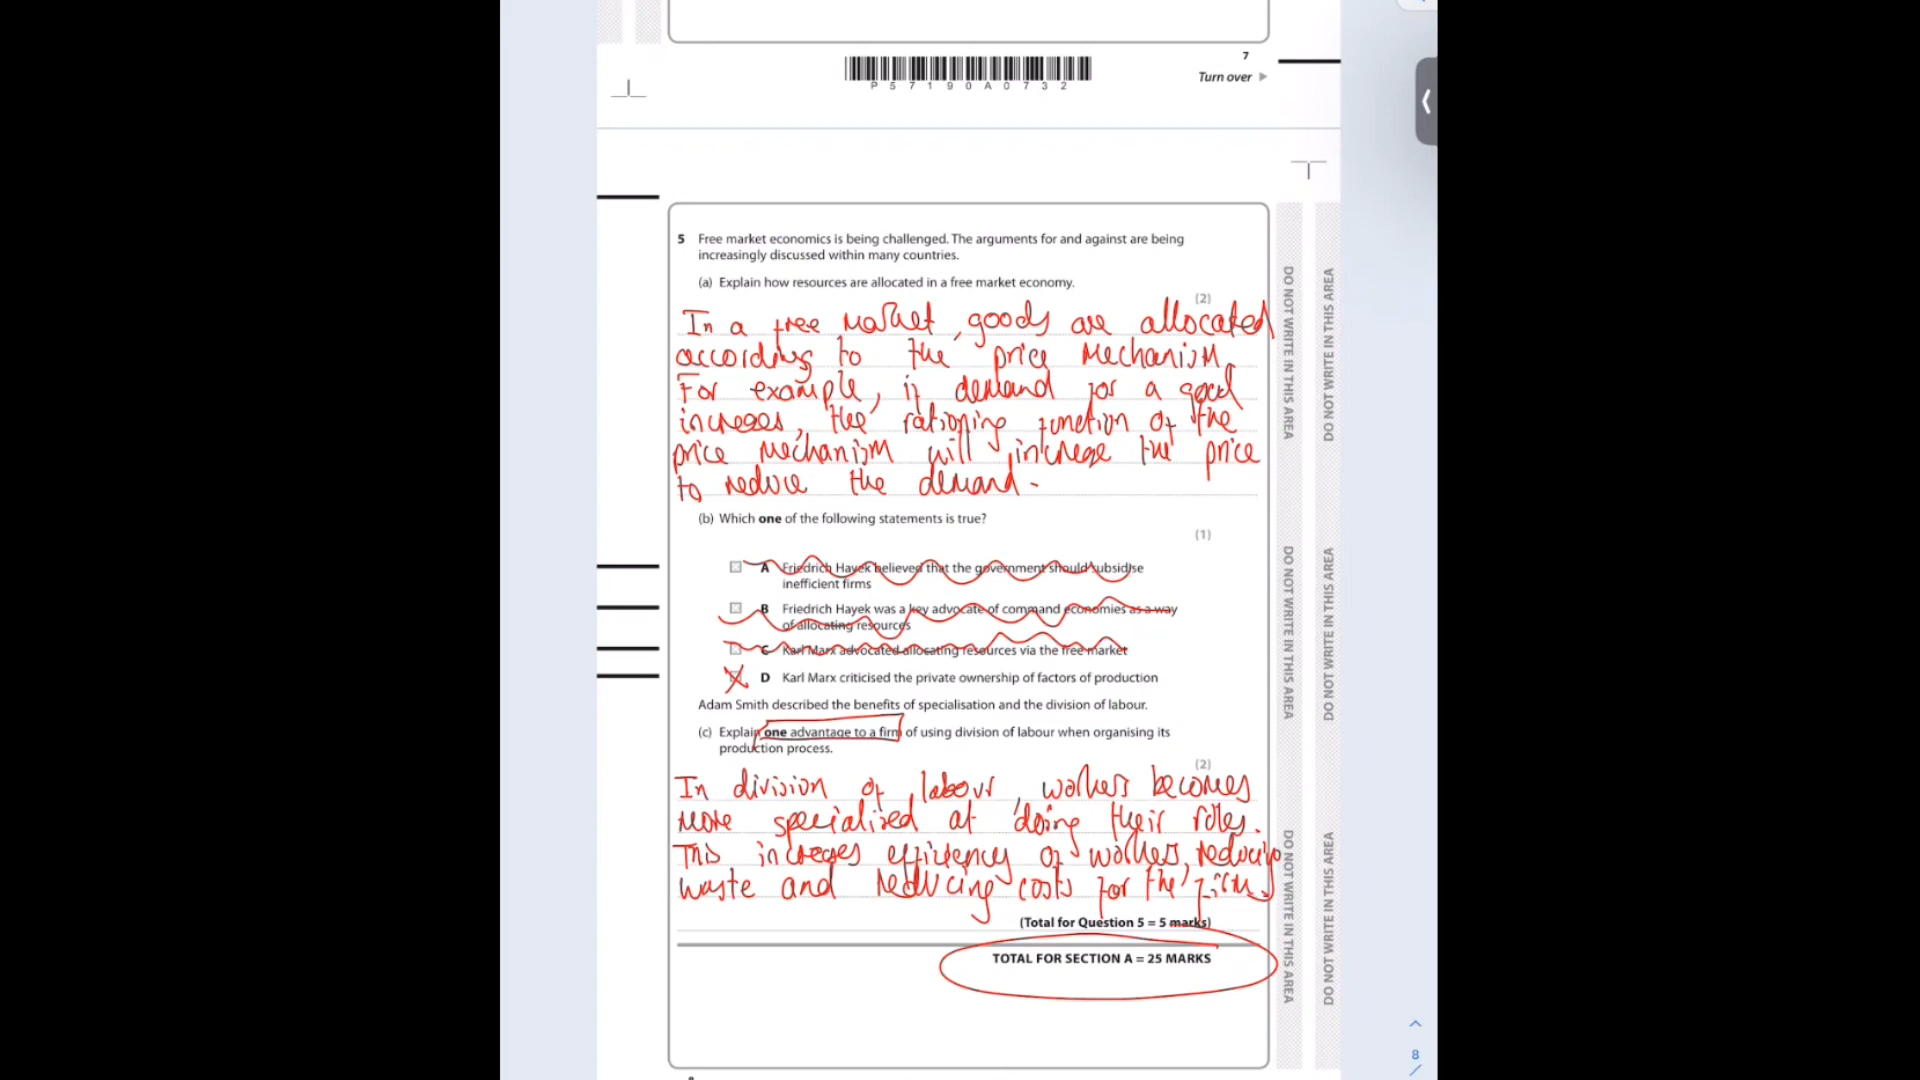 7
Turn over
P 5 7 1 9 0 A 0 7 3 2
5 Free market economics is being challenged. The arguments for and against are being
increasingly discussed within many countries.
(a) Explain how resources are allocated in a free market economy.
(2)
In a free market, goods are allocated
according to the price mechanism.
For example, if demand for a good
increases, the rationing function of the
price mechanism will increase the price
to reduce the demand.
(b) Which one of the following statements is true?
(1)
A Friedrich Hayek believed that the government should subsidise
inefficient firms
B Friedrich Hayek was a key advocate of command economies as a way
of allocating resources
C Karl Marx advocated allocating resources via the free market
D Karl Marx criticised the private ownership of factors of production
Adam Smith described the benefits of specialisation and the division of labour.
(c) Explain one advantage to a firm of using division of labour when organising its
production process.
(2)
In division of labour, workers becomes
more specialised at doing their roles.
This increases efficiency of workers, reducing
waste and reducing costs for the firm.
(Total for Question 5 = 5 marks)
TOTAL FOR SECTION A = 25 MARKS
DO NOT WRITE IN THIS AREA
DO NOT WRITE IN THIS AREA
DO NOT WRITE IN THIS AREA
DO NOT WRITE IN THIS AREA
DO NOT WRITE IN THIS AREA
DO NOT WRITE IN THIS AREA
8
/